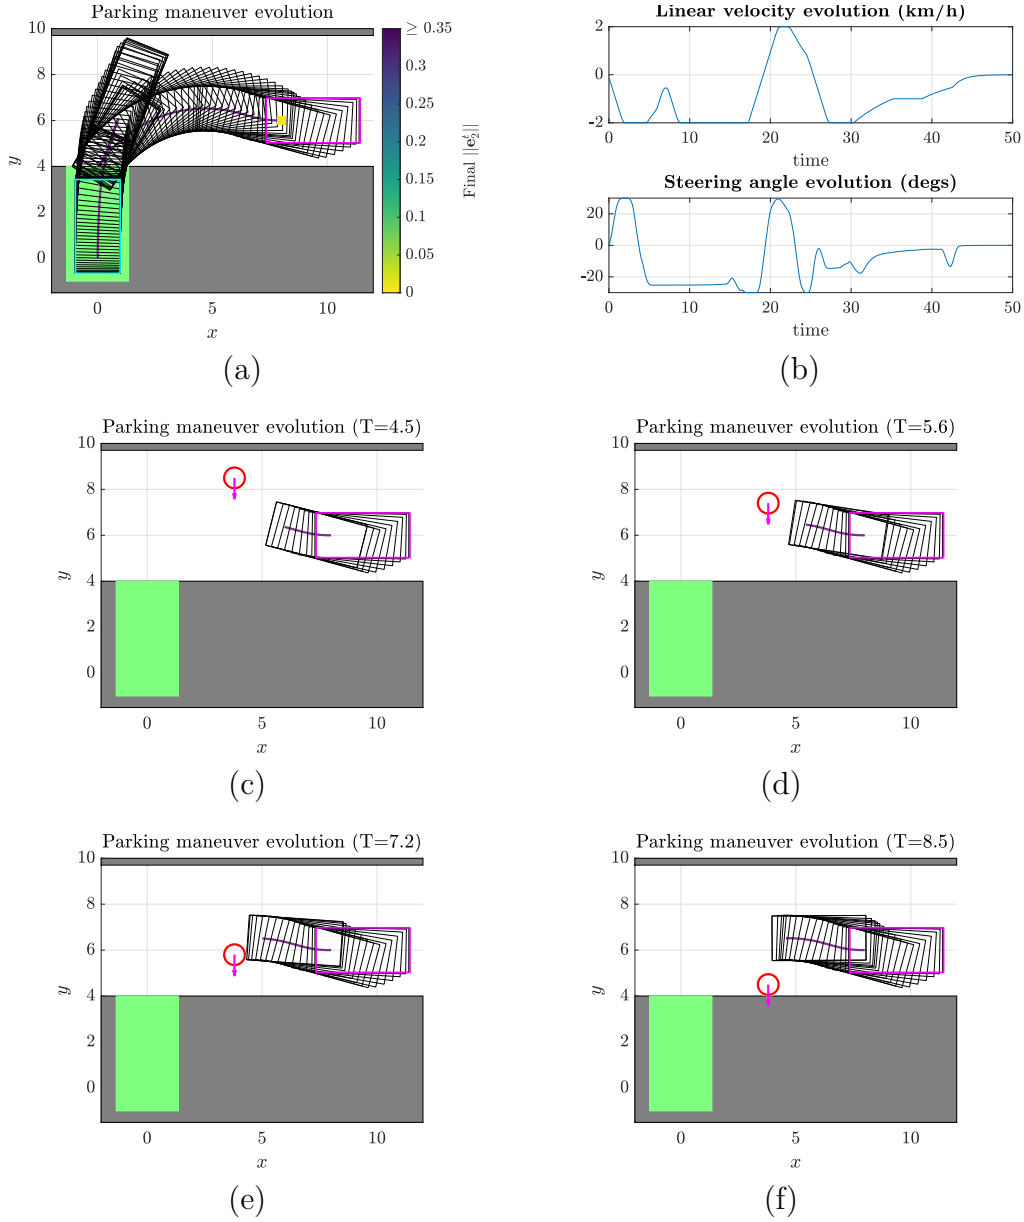 Parking maneuver evolution
10
8
6
4
2
0
y
0
5
10
x
≥ 0.35
0.3
0.25
0.2
0.15
0.1
0.05
0
Final ||e₂ᵗ||
(a)
Linear velocity evolution (km/h)
2
0
-2
0
10
20
30
40
50
time
Steering angle evolution (degs)
20
0
-20
0
10
20
30
40
50
time
(b)
Parking maneuver evolution (T=4.5)
10
8
6
4
2
0
y
0
5
10
x
(c)
Parking maneuver evolution (T=5.6)
10
8
6
4
2
0
y
0
5
10
x
(d)
Parking maneuver evolution (T=7.2)
10
8
6
4
2
0
y
0
5
10
x
(e)
Parking maneuver evolution (T=8.5)
10
8
6
4
2
0
y
0
5
10
x
(f)